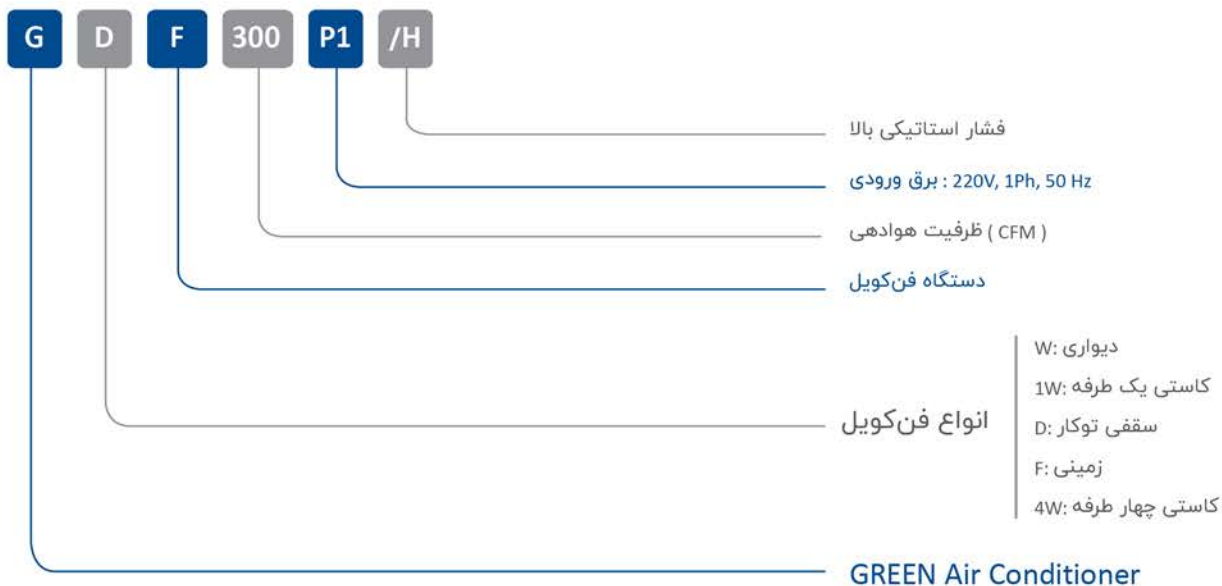 G D F 300 P1 /H
فشار استاتیکی بالا
برق ورودی : 220V, 1Ph, 50 Hz
ظرفیت هوادهی ( CFM )
دستگاه فن‌کویل
انواع فن‌کویل
W: دیواری
1W: کاستی یک طرفه
D: سقفی توکار
F: زمینی
4W: کاستی چهار طرفه
GREEN Air Conditioner